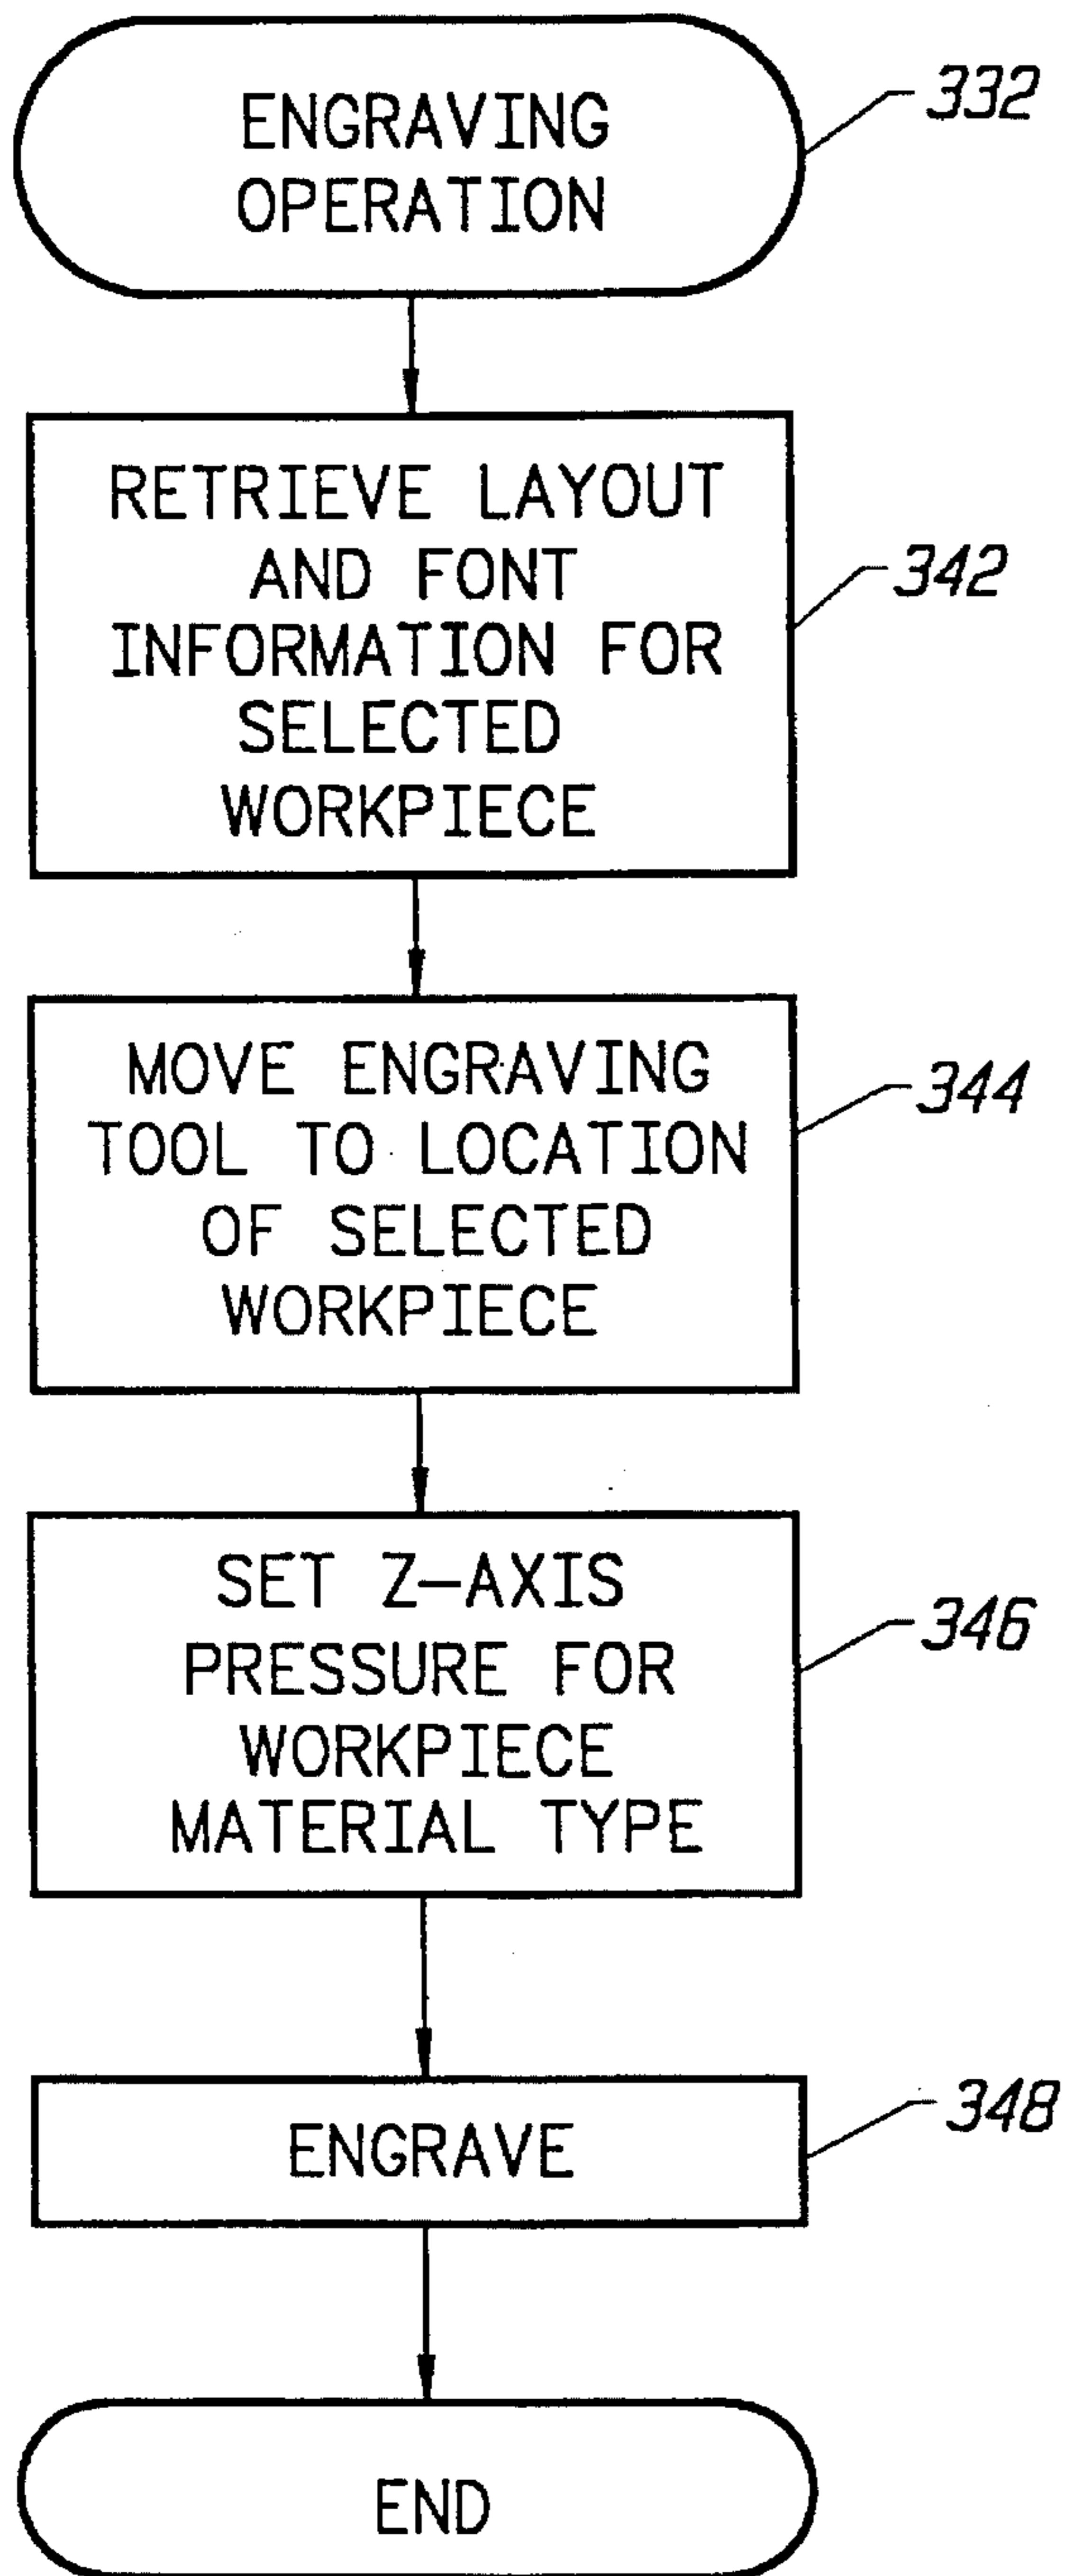 ENGRAVING
OPERATION
332
RETRIEVE LAYOUT
AND FONT
INFORMATION FOR
SELECTED
WORKPIECE
342
MOVE ENGRAVING
TOOL TO LOCATION
OF SELECTED
WORKPIECE
344
SET Z-AXIS
PRESSURE FOR
WORKPIECE
MATERIAL TYPE
346
ENGRAVE
348
END